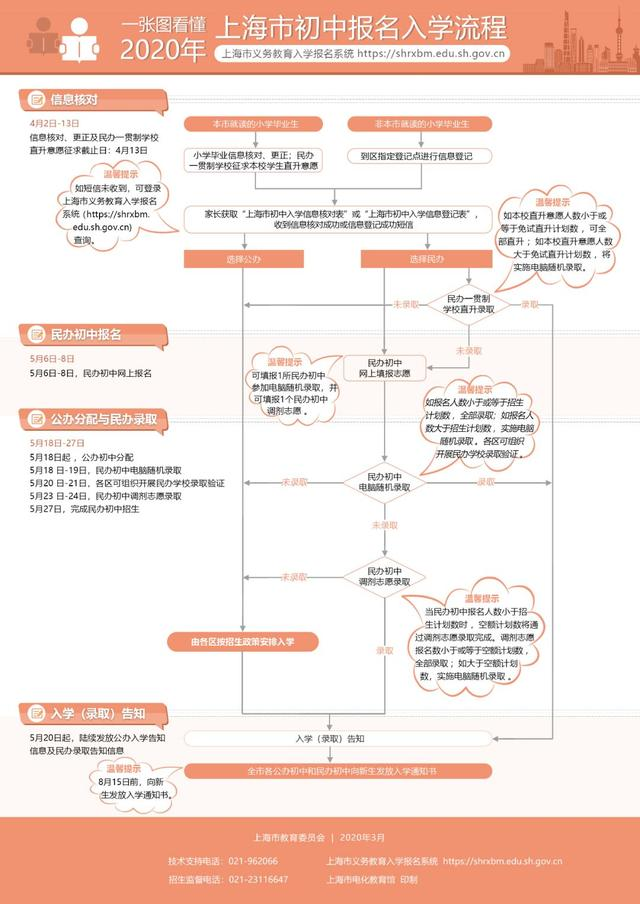 一张图看懂
2020年
上海市初中报名入学流程
上海市义务教育入学报名系统 https://shrxbm.edu.sh.gov.cn
信息核对
4月2日-13日
信息核对、更正及民办一贯制学校
直升意愿征求截止日：4月13日
温馨提示
如短信未收到，可登录
上海市义务教育入学报名
系统 (https://shrxbm.
edu.sh.gov.cn)
查询。
本市就读的小学毕业生
非本市就读的小学毕业生
小学毕业信息核对、更正；民办
一贯制学校征求本校学生直升意愿
到区指定登记点进行信息登记
家长获取“上海市初中入学信息核对表”或“上海市初中入学信息登记表”，
收到信息核对成功或信息登记成功短信
温馨提示
如本校直升意愿人数小于或
等于免试直升计划数，可全
部直升；如本校直升意愿人数
大于免试直升计划数，将
实施电脑随机录取。
选择公办
选择民办
民办一贯制
学校直升录取
未录取
录取
未录取
民办初中报名
5月6日-8日
5月6日-8日，民办初中网上报名
温馨提示
可填报1所民办初中
参加电脑随机录取，并
可填报1个民办初中
调剂志愿。
民办初中
网上填报志愿
温馨提示
如报名人数小于或等于招生
计划数，全部录取；如报名人
数大于招生计划数，实施电脑
随机录取。各区可组织
开展民办学校录取验证。
公办分配与民办录取
5月18日-27日
5月18日起，公办初中分配
5月18 日-19日，民办初中电脑随机录取
5月20 日-21日，各区可组织开展民办学校录取验证
5月23 日-24日，民办初中调剂志愿录取
5月27日，完成民办初中招生
民办初中
电脑随机录取
未录取
录取
未录取
民办初中
调剂志愿录取
未录取
录取
温馨提示
当民办初中报名人数小于招
生计划数时，空额计划数将通
过调剂志愿录取完成。调剂志愿
报名数小于或等于空额计划数，
全部录取；如大于空额计划
数，实施电脑随机录取。
由各区按招生政策安排入学
入学（录取）告知
5月20日起，陆续发放公办入学告知
信息及民办录取告知信息
温馨提示
8月15日前，向新
生发放入学通知书。
入学（录取）告知
全市各公办初中和民办初中向新生发放入学通知书
上海市教育委员会 | 2020年3月
技术支持电话：021-962066
上海市义务教育入学报名系统 https://shrxbm.edu.sh.gov.cn
招生监督电话：021-23116647
上海市电化教育馆 印制